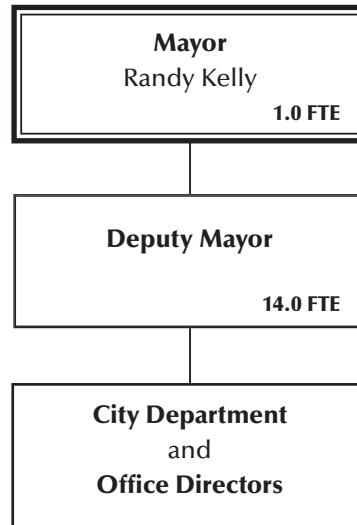 Mayor
Randy Kelly
1.0 FTE
Deputy Mayor
14.0 FTE
City Department
and
Office Directors